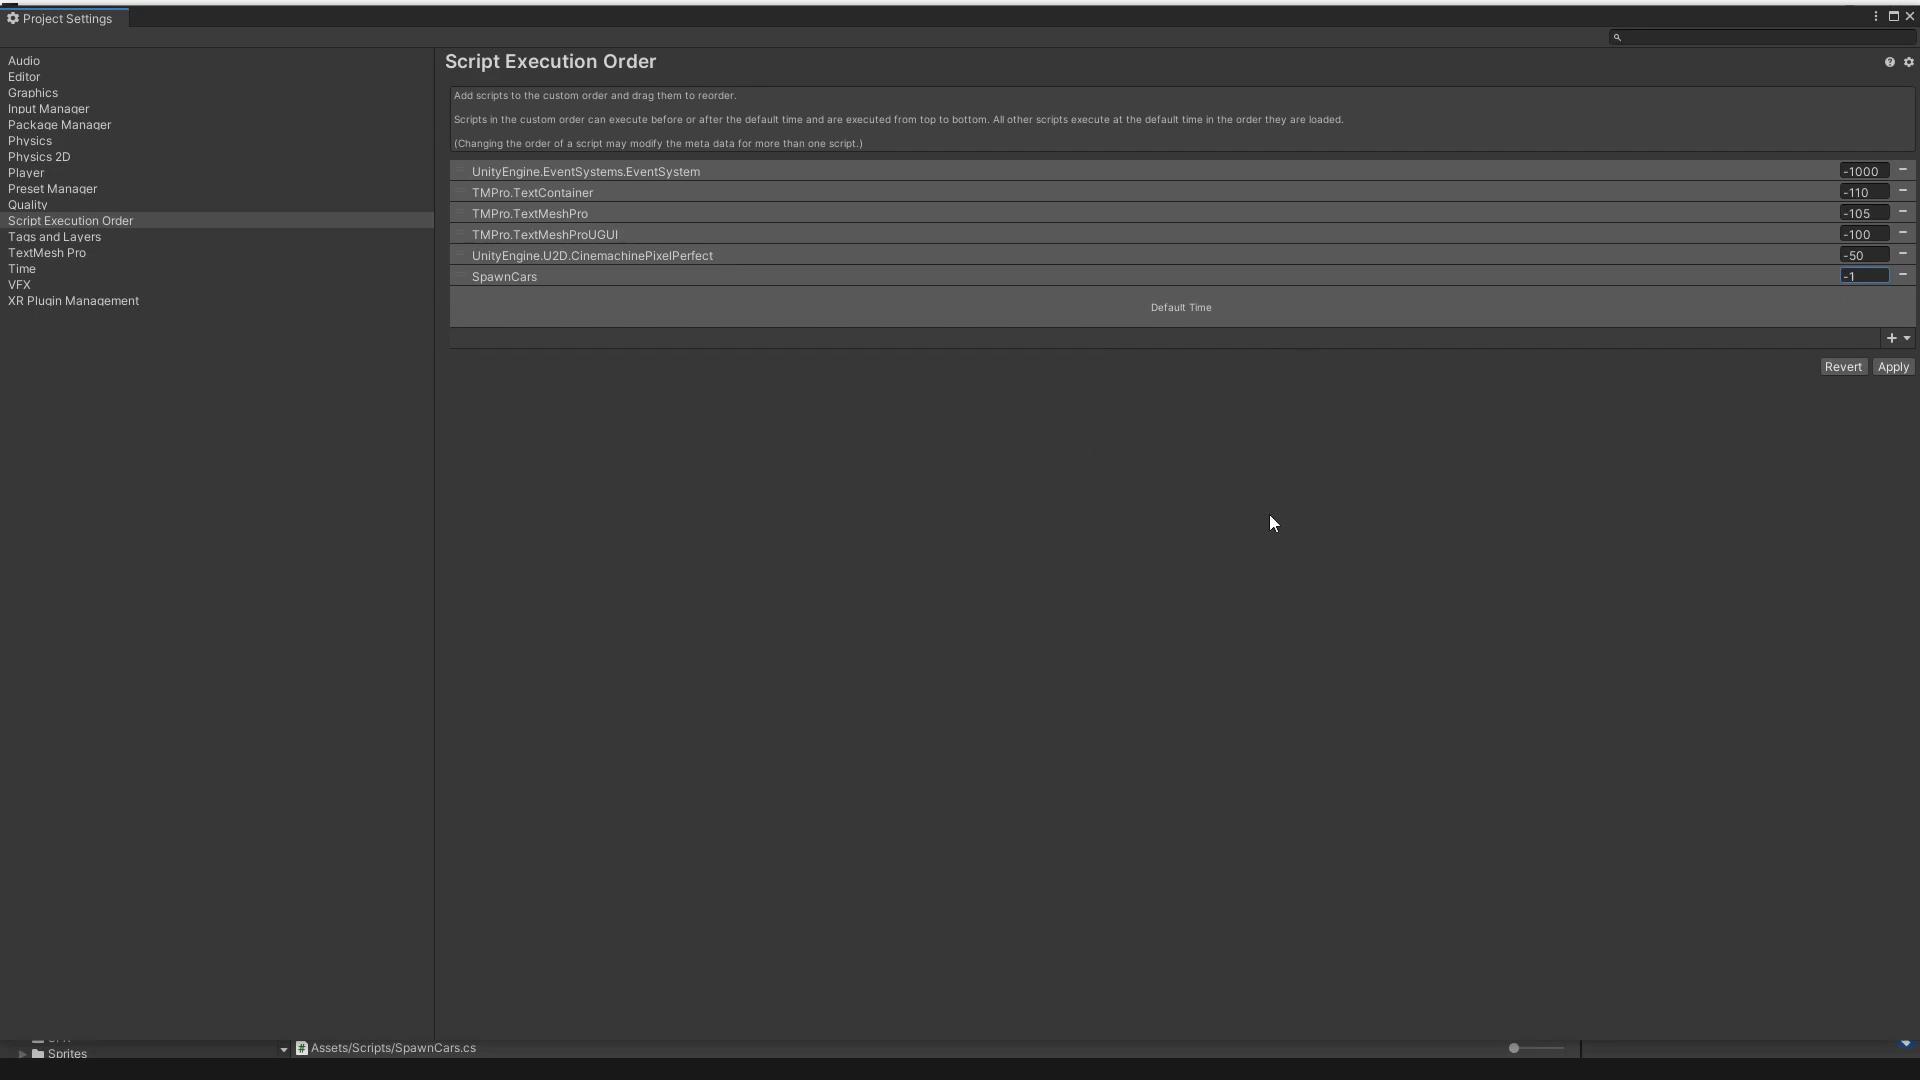 Project Settings
Audio
Editor
Graphics
Input Manager
Package Manager
Physics
Physics 2D
Player
Preset Manager
Quality
Script Execution Order
Tags and Layers
TextMesh Pro
Time
VFX
XR Plugin Management
Script Execution Order
Add scripts to the custom order and drag them to reorder.
Scripts in the custom order can execute before or after the default time and are executed from top to bottom. All other scripts execute at the default time in the order they are loaded.
(Changing the order of a script may modify the meta data for more than one script.)
UnityEngine.EventSystems.EventSystem -1000
TMPro.TextContainer -110
TMPro.TextMeshPro -105
TMPro.TextMeshProUGUI -100
UnityEngine.U2D.CinemachinePixelPerfect -50
SpawnCars -1
Default Time
Revert Apply
Sprites
Assets/Scripts/SpawnCars.cs